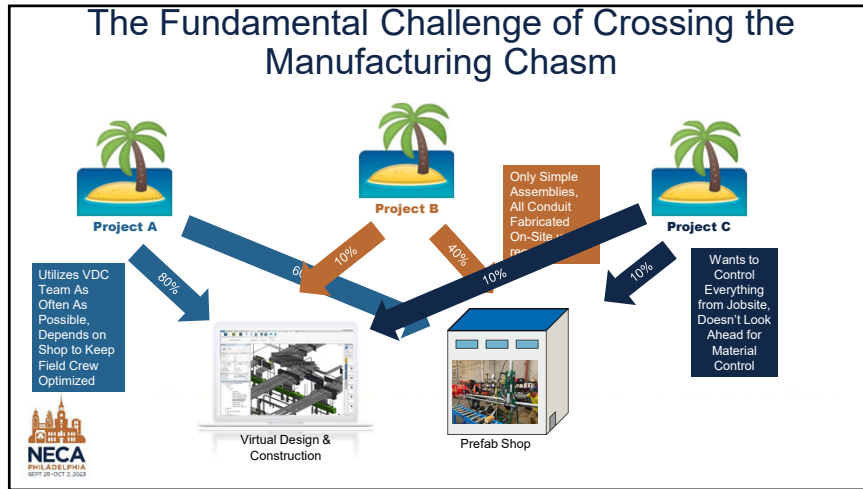 The Fundamental Challenge of Crossing the
Manufacturing Chasm
Project A
Project B
Project C
Only Simple
Assemblies,
All Conduit
Fabricated
On-Site
80%
10%
40%
10%
10%
Utilizes VDC
Team As
Often As
Possible,
Depends on
Shop to Keep
Field Crew
Optimized
Wants to
Control
Everything
from Jobsite,
Doesn't Look
Ahead for
Material
Control
Virtual Design &
Construction
Prefab Shop
NECA
PHILADELPHIA
SEPT 29-OCT 2, 2023